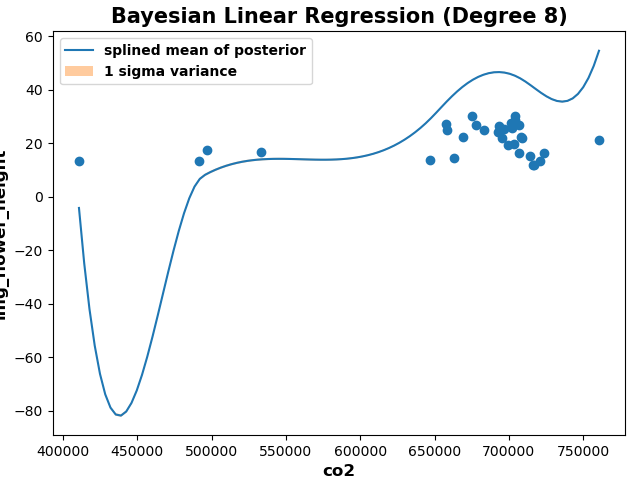 Bayesian Linear Regression (Degree 8)
splined mean of posterior
1 sigma variance
60
40
20
0
−20
−40
−60
−80
400000 450000 500000 550000 600000 650000 700000 750000
co2